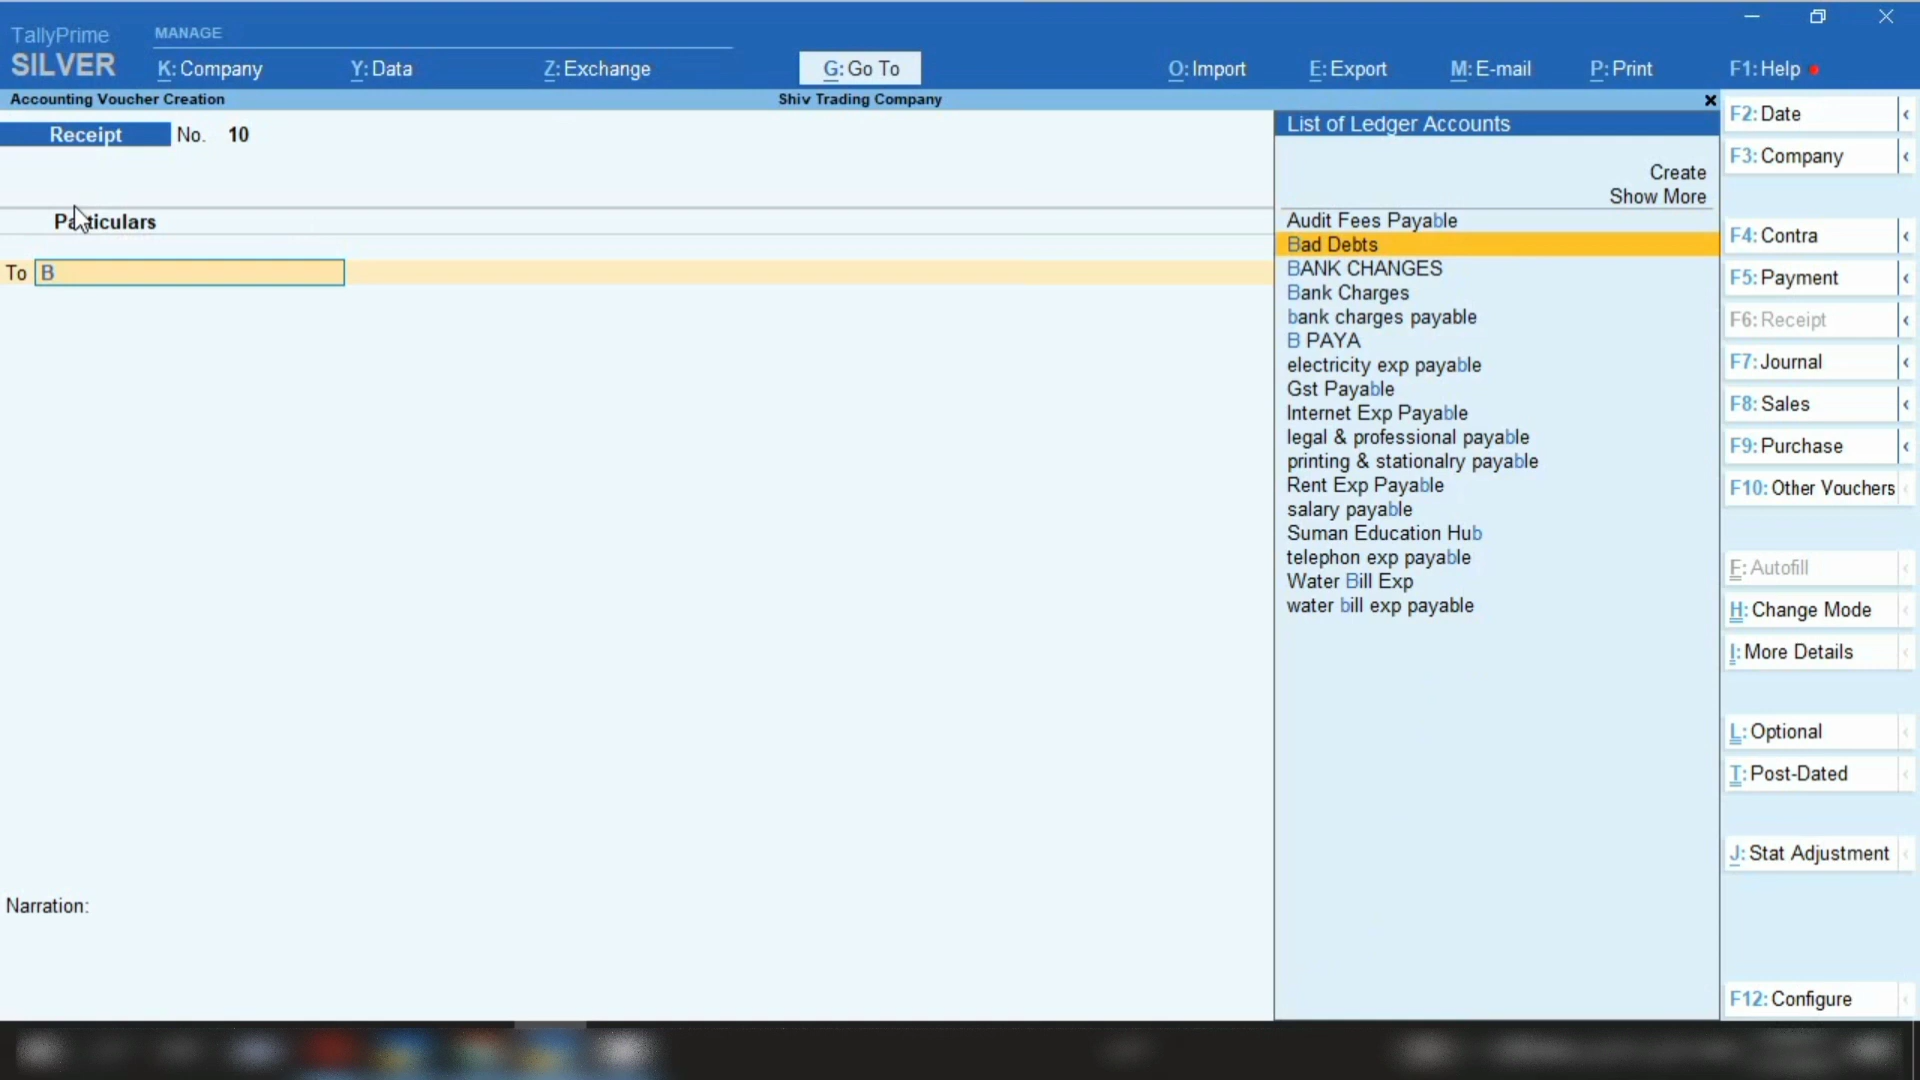 TallyPrime
SILVER
MANAGE
K: Company
Y: Data
Z: Exchange
G: Go To
O: Import
E: Export
M: E-mail
P: Print
F1: Help
Accounting Voucher Creation
Shiv Trading Company
Receipt
No. 10
Particulars
To B
Narration:
List of Ledger Accounts
Create
Show More
Audit Fees Payable
Bad Debts
BANK CHANGES
Bank Charges
bank charges payable
B PAYA
electricity exp payable
Gst Payable
Internet Exp Payable
legal & professional payable
printing & stationalry payable
Rent Exp Payable
salary payable
Suman Education Hub
telephon exp payable
Water Bill Exp
water bill exp payable
F2: Date
F3: Company
F4: Contra
F5: Payment
F6: Receipt
F7: Journal
F8: Sales
F9: Purchase
F10: Other Vouchers
F: Autofill
H: Change Mode
I: More Details
L: Optional
T: Post-Dated
J: Stat Adjustment
F12: Configure